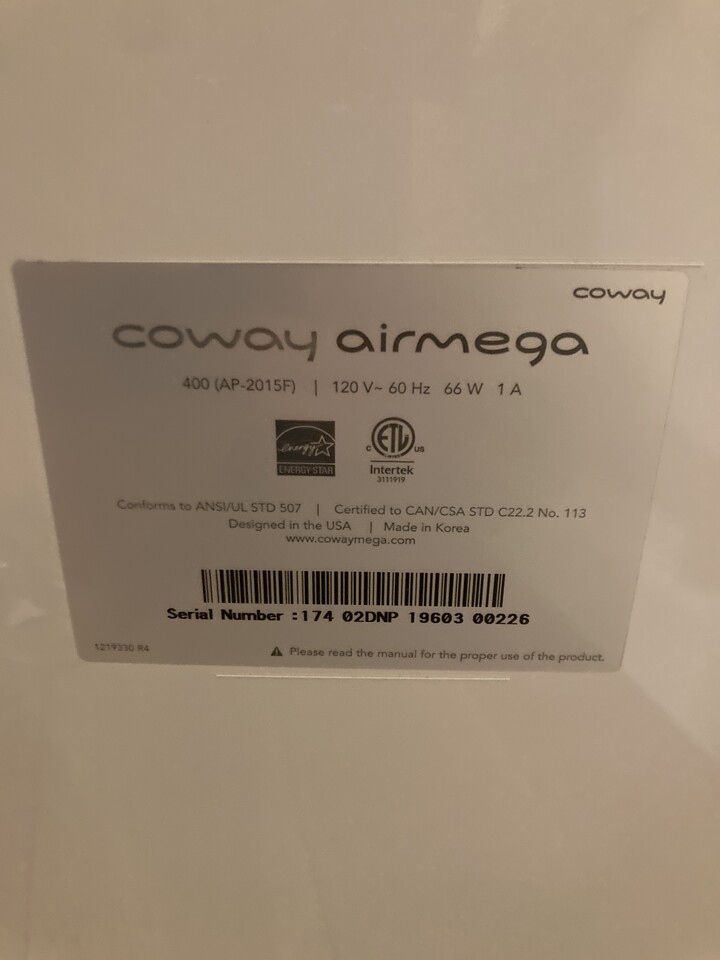 coway
coway airmega
400 (AP-2015F) | 120 V~ 60 Hz 66 W 1 A
energy
ENERGY STAR
C ETL US
Intertek
3111919
Conforms to ANSI/UL STD 507 | Certified to CAN/CSA STD C22.2 No. 113
Designed in the USA | Made in Korea
www.cowaymega.com
Serial Number :174 02DNP 19603 00226
1219330 R4
Please read the manual for the proper use of the product.